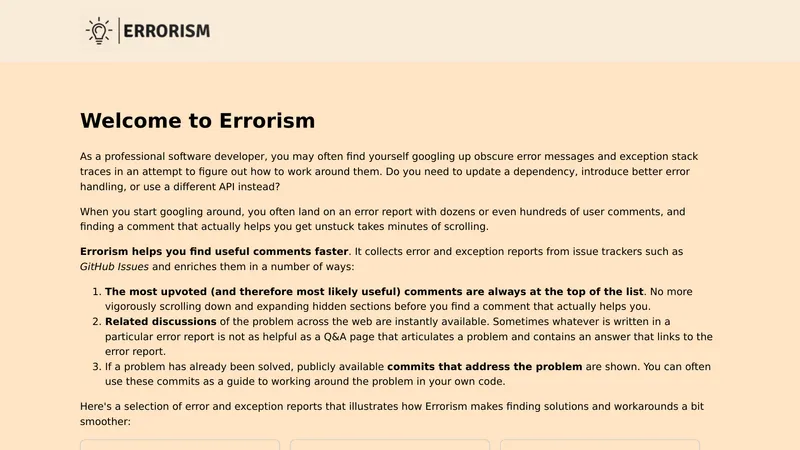 ERRORISM
Welcome to Errorism
As a professional software developer, you may often find yourself googling up obscure error messages and exception stack
traces in an attempt to figure out how to work around them. Do you need to update a dependency, introduce better error
handling, or use a different API instead?
When you start googling around, you often land on an error report with dozens or even hundreds of user comments, and
finding a comment that actually helps you get unstuck takes minutes of scrolling.
Errorism helps you find useful comments faster. It collects error and exception reports from issue trackers such as
GitHub Issues and enriches them in a number of ways:
1. The most upvoted (and therefore most likely useful) comments are always at the top of the list. No more
vigorously scrolling down and expanding hidden sections before you find a comment that actually helps you.
2. Related discussions of the problem across the web are instantly available. Sometimes whatever is written in a
particular error report is not as helpful as a Q&A page that articulates a problem and contains an answer that links to the
error report.
3. If a problem has already been solved, publicly available commits that address the problem are shown. You can often
use these commits as a guide to working around the problem in your own code.
Here's a selection of error and exception reports that illustrates how Errorism makes finding solutions and workarounds a bit
smoother: